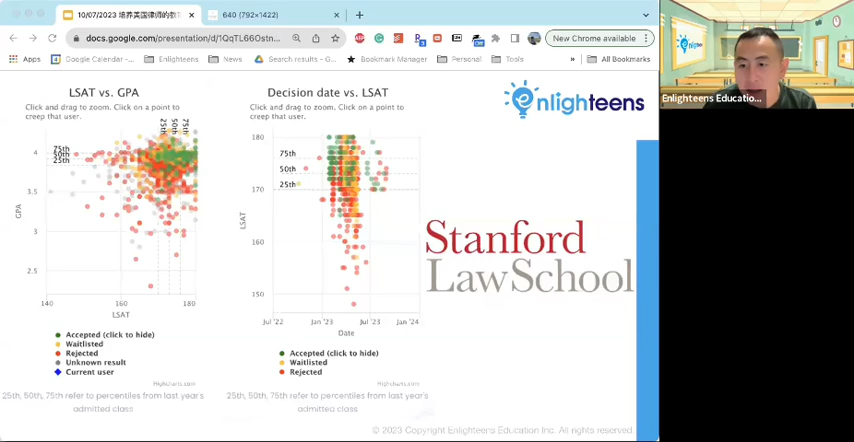 10/07/2023 培养美国律师的教
640 (792×1422)
docs.google.com/presentation/d/1QqTL66Ostn...
New Chrome available
Apps
Google Calendar -...
Enlighteens
News
Search results - G...
Bookmark Manager
Personal
Tools
»
All Bookmarks
Enlighteens Educatio...
LSAT vs. GPA
Click and drag to zoom. Click on a point to
creep that user.
25th
50th
75th
75th
50th
25th
4
3.5
3
2.5
GPA
140
160
180
LSAT
Accepted (click to hide)
Waitlisted
Rejected
Unknown result
Current user
Highcharts.com
25th, 50th, 75th refer to percentiles from last year's
admitted class
Decision date vs. LSAT
Click and drag to zoom. Click on a point to
creep that user.
180
75th
50th
170
25th
160
150
LSAT
Jul '22
Jan '23
Jul '23
Jan '24
Date
Accepted (click to hide)
Waitlisted
Rejected
Highcharts.com
25th, 50th, 75th refer to percentiles from last year's
admitted class
enlighteens
Stanford
LawSchool
© 2023 Copyright Enlighteens Education Inc. All rights reserved.